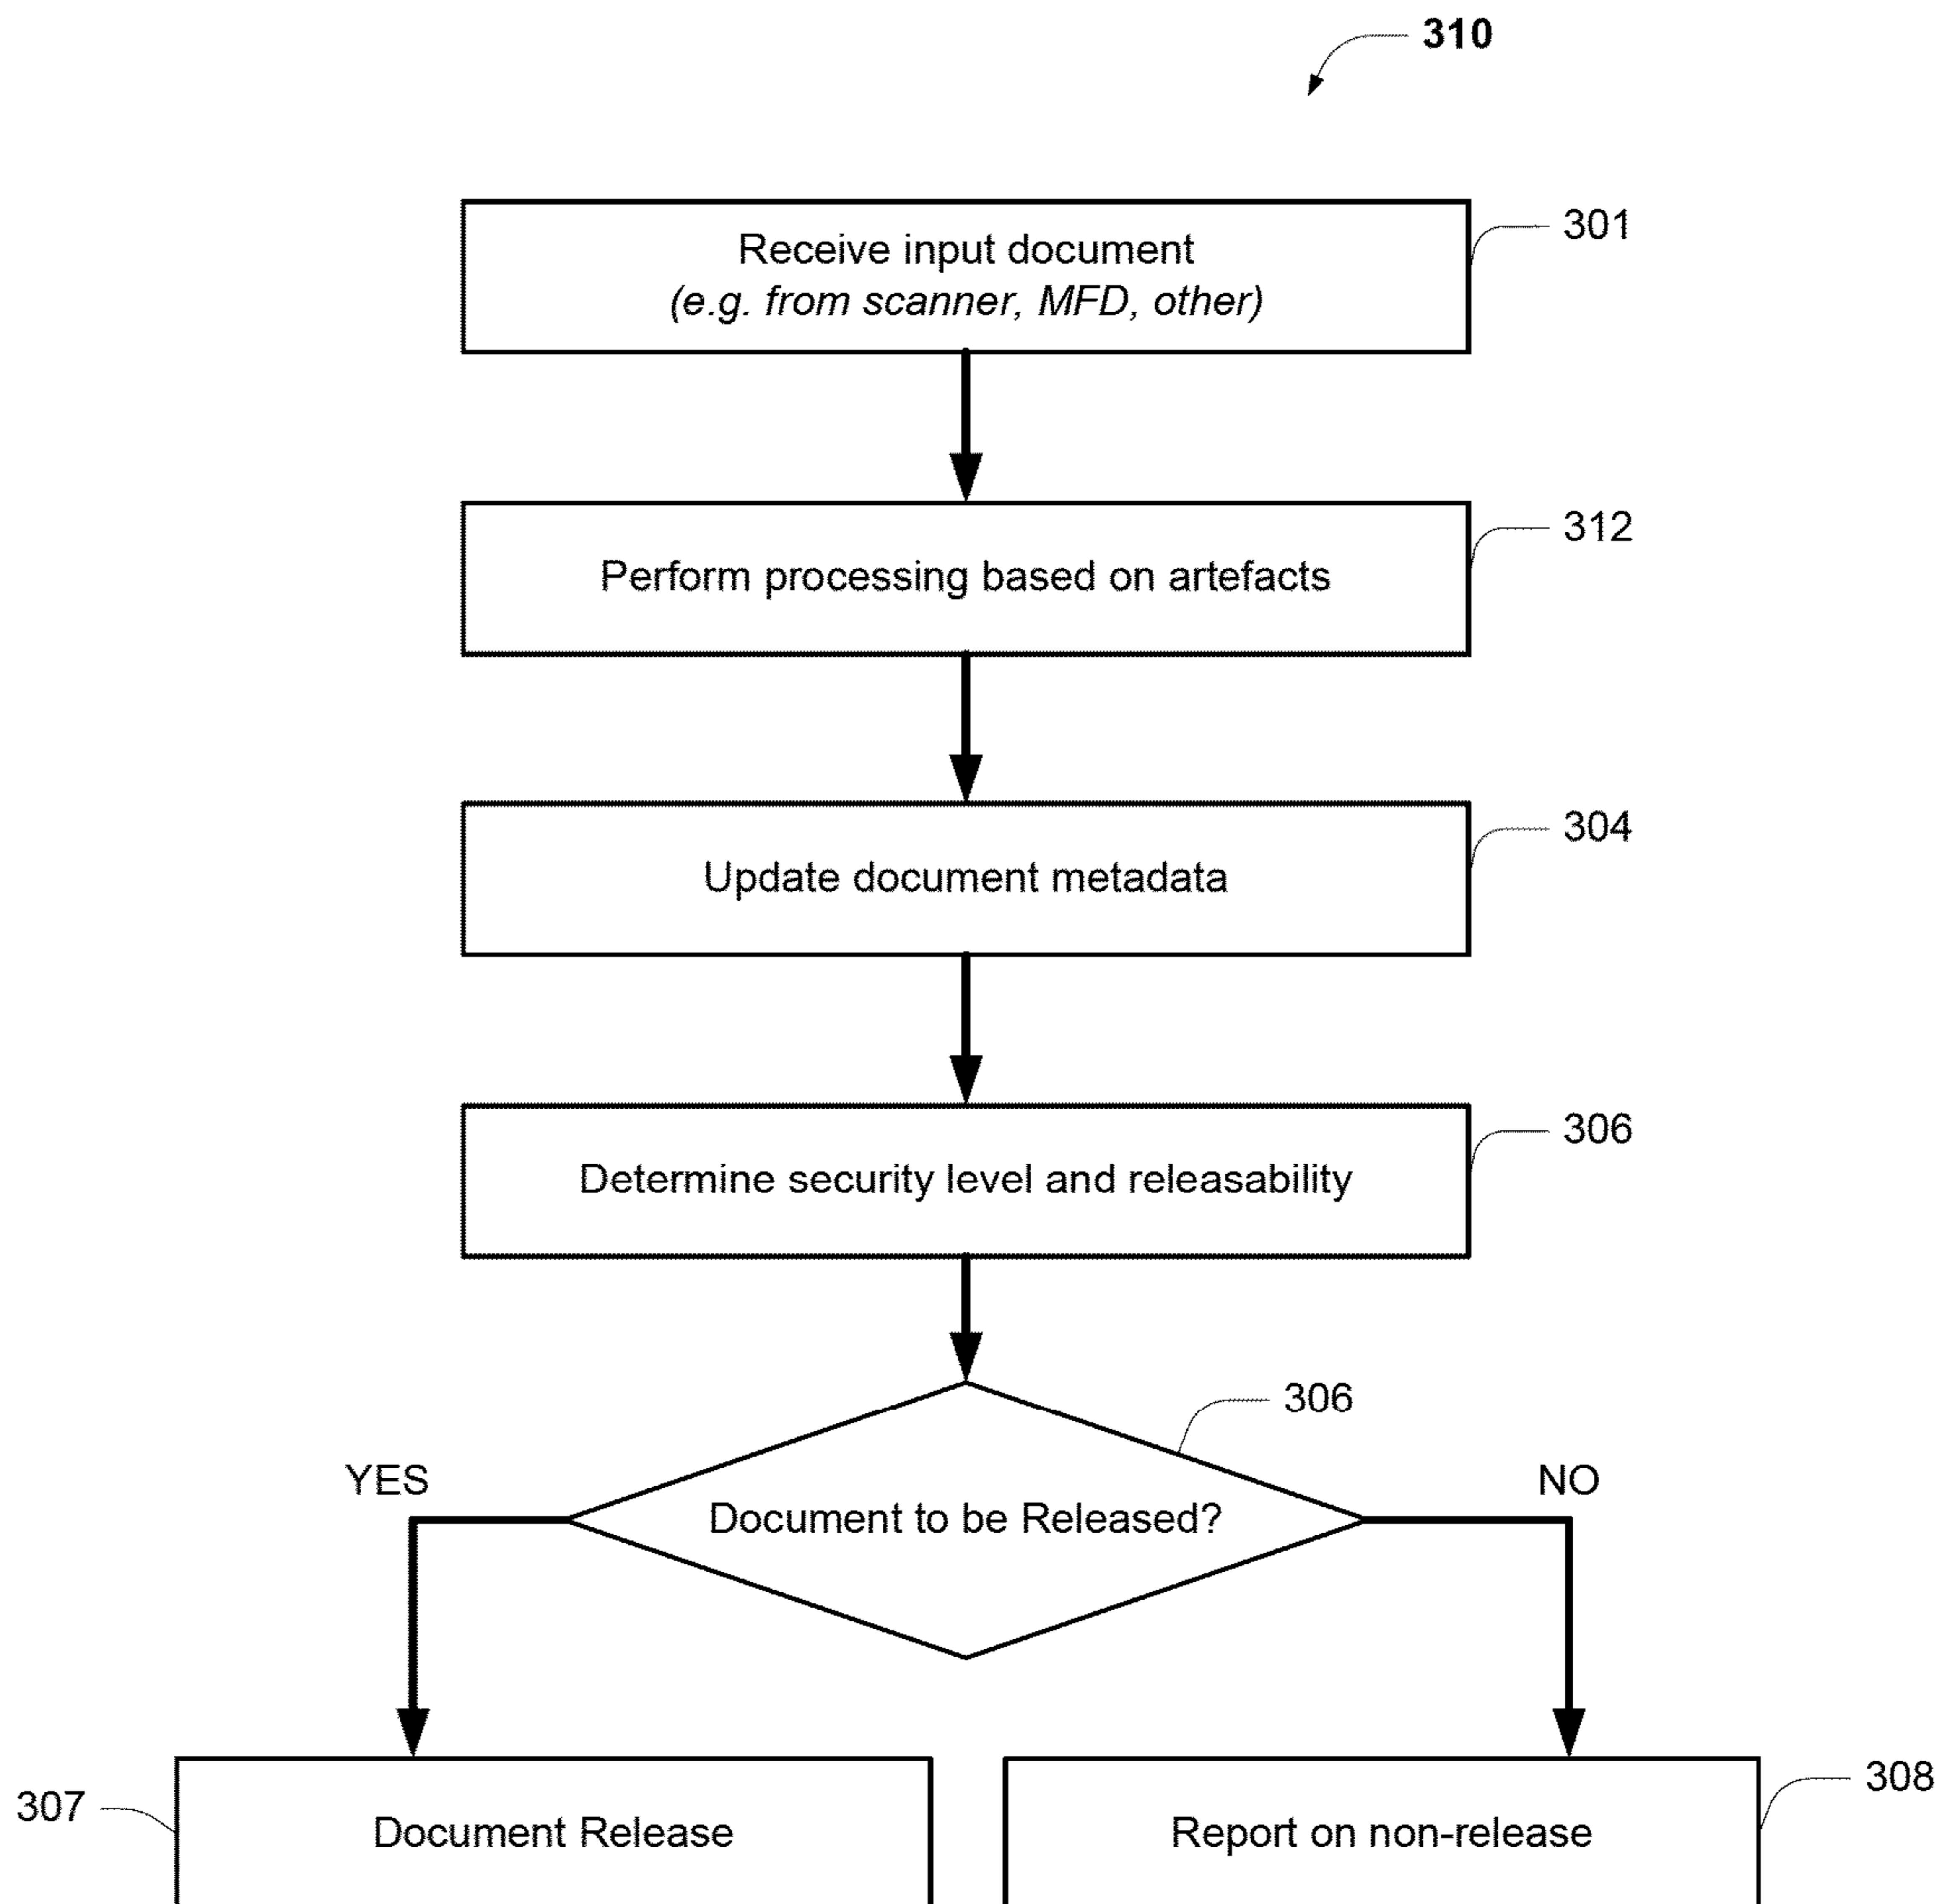 310
Receive input document
(e.g. from scanner, MFD, other)
301
Perform processing based on artefacts
312
Update document metadata
304
Determine security level and releasability
306
306
YES
Document to be Released?
NO
307
Document Release
Report on non-release
308